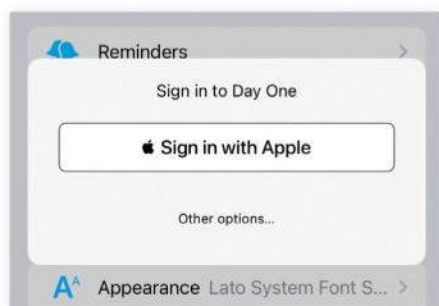 Reminders
Sign in to Day One
Sign in with Apple
Other options...
Appearance Lato System Font S...